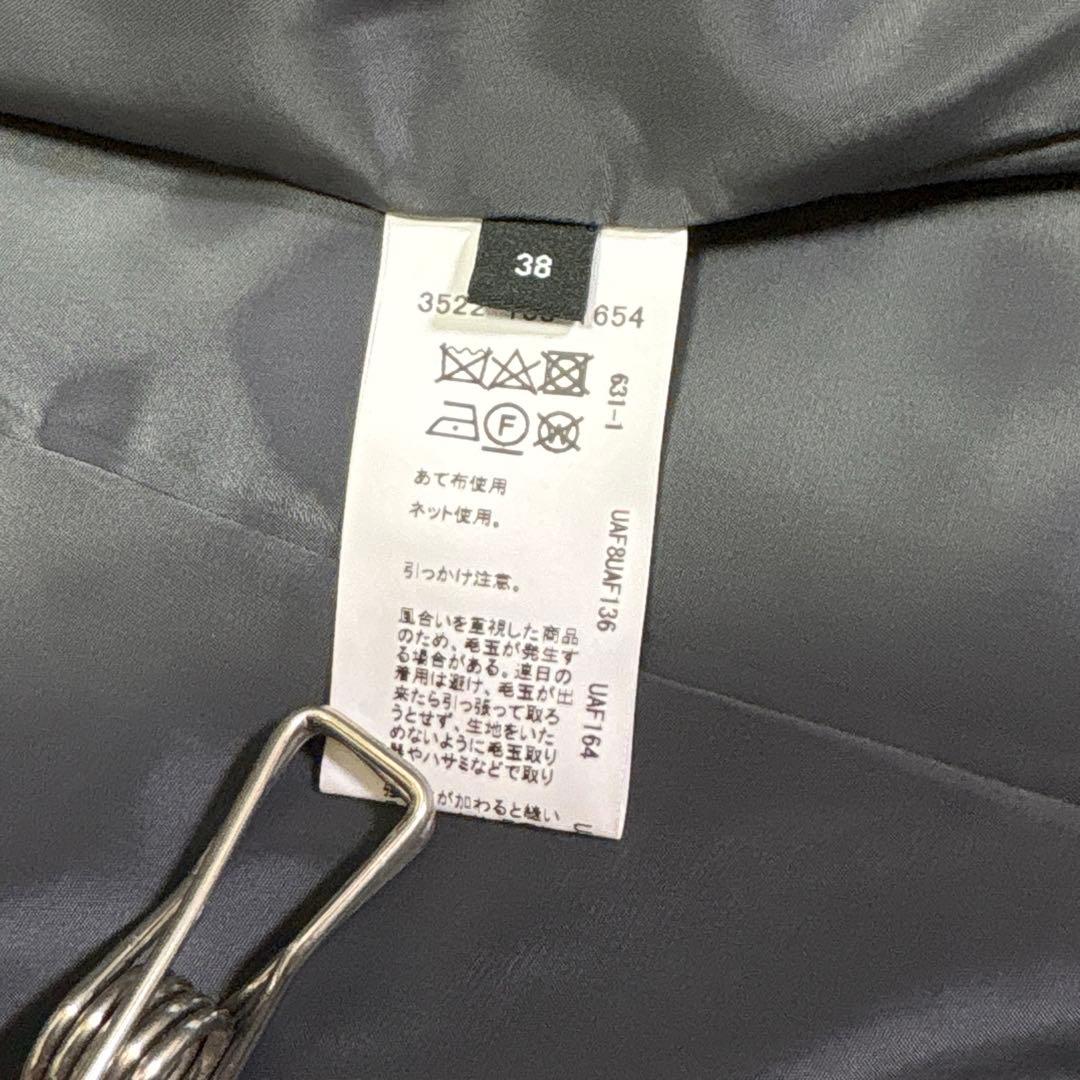 38
3522 654
631-1
F
W
あて布使用
ネット使用。
引っかけ注意。
風合いを重視した商品
のため、毛玉が発生す
る場合がある。連日の
着用は避け、毛玉が出
来たら引っ張って取ろ
うとせず、生地をいた
めないように毛玉取り
器やハサミなどで取り
が加わると縫い
UAF8UAF136
UAF164